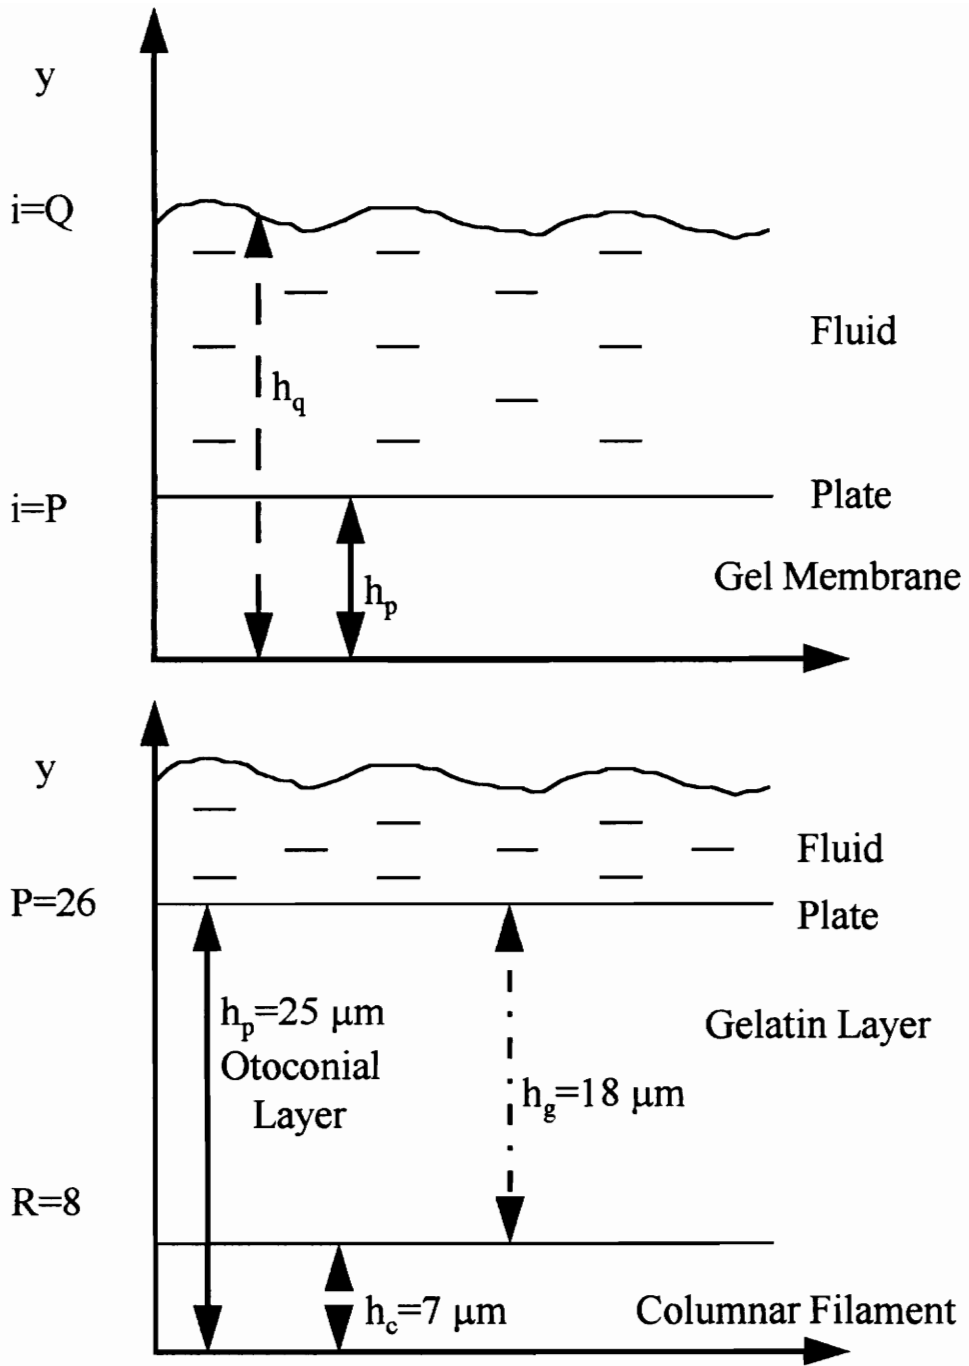 y
i=Q
Fluid
h_q
i=P
Plate
Gel Membrane
h_p
y
Fluid
P=26
Plate
h_p=25 μm
Otoconial
Layer
Gelatin Layer
h_g=18 μm
R=8
h_c=7 μm
Columnar Filament